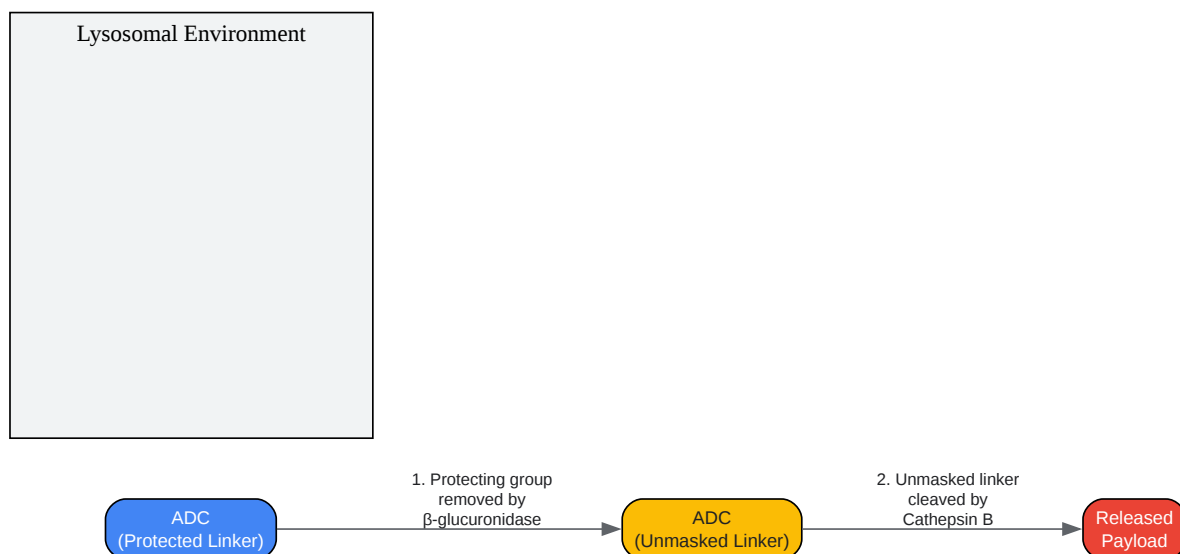 Lysosomal Environment
1. Protecting group
removed by
β-glucuronidase
2. Unmasked linker
cleaved by
Cathepsin B
ADC
(Protected Linker)
ADC
(Unmasked Linker)
Released
Payload